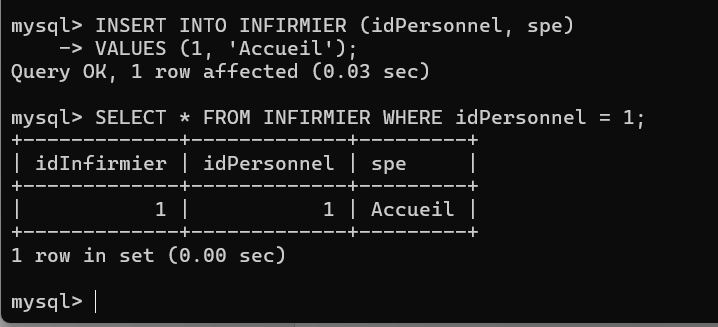 mysql> INSERT INTO INFIRMIER (idPersonnel, spe)
    -> VALUES (1, 'Accueil');
Query OK, 1 row affected (0.03 sec)

mysql> SELECT * FROM INFIRMIER WHERE idPersonnel = 1;
+-------------+-------------+---------+
| idInfirmier | idPersonnel | spe     |
+-------------+-------------+---------+
|           1 |           1 | Accueil |
+-------------+-------------+---------+
1 row in set (0.00 sec)

mysql>